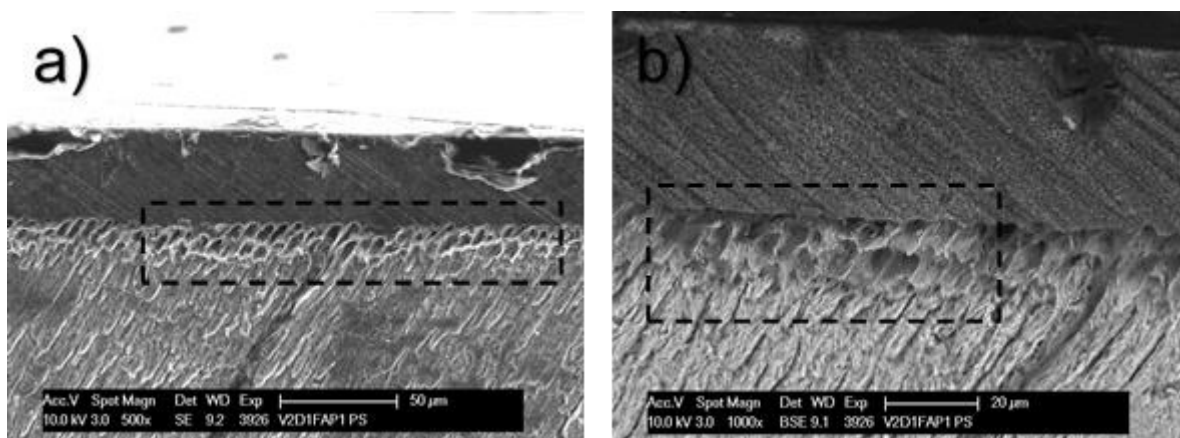 a)
Acc.V Spot Magn Det WD Exp 50 µm
10.0 kV 3.0 500x SE 9.2 3926 V2D1FAP1 PS
b)
Acc.V Spot Magn Det WD Exp 20 µm
10.0 kV 3.0 1000x BSE 9.1 3926 V2D1FAP1 PS